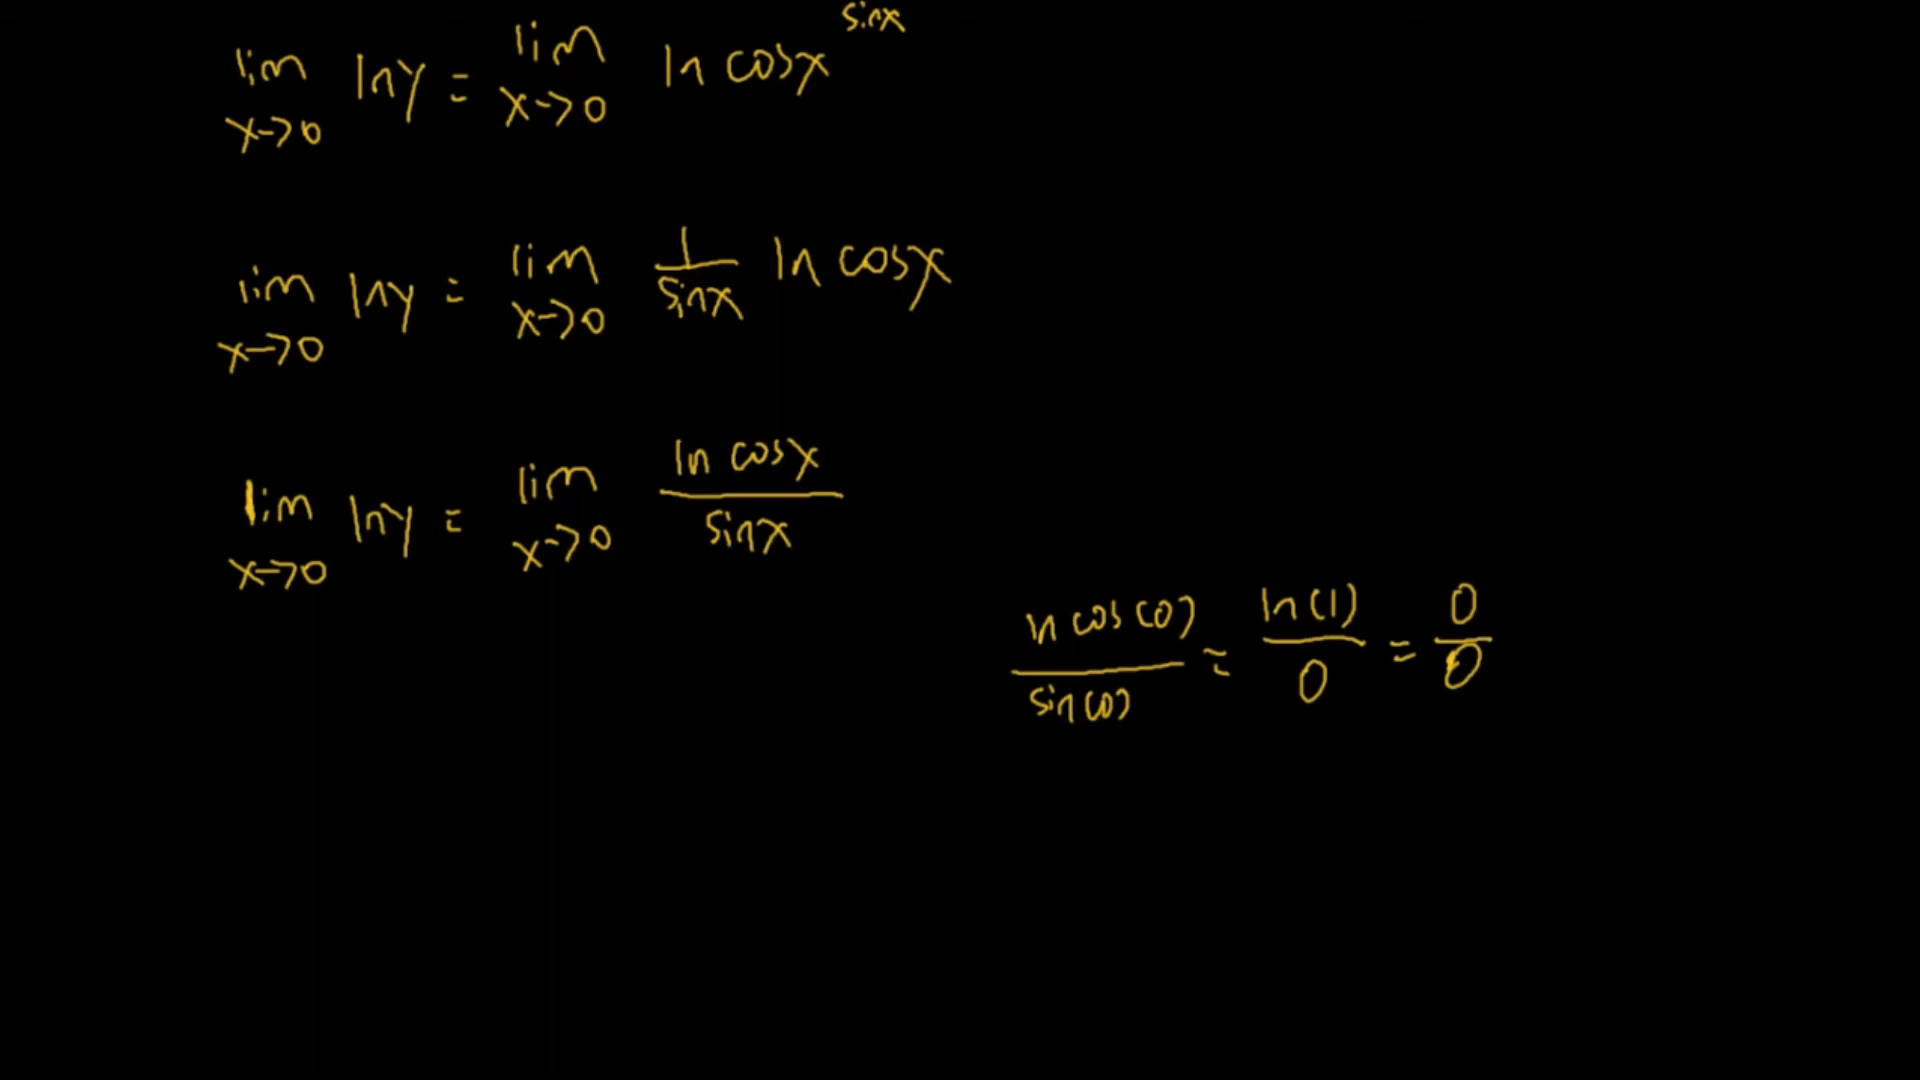 lim x->0 ln y = lim x->0 ln cosx^sinx
lim x->0 ln y = lim x->0 1/sinx ln cosx
lim x->0 ln y = lim x->0 ln cosx / sinx
ln cos(0) / sin(0) = ln(1) / 0 = 0/0